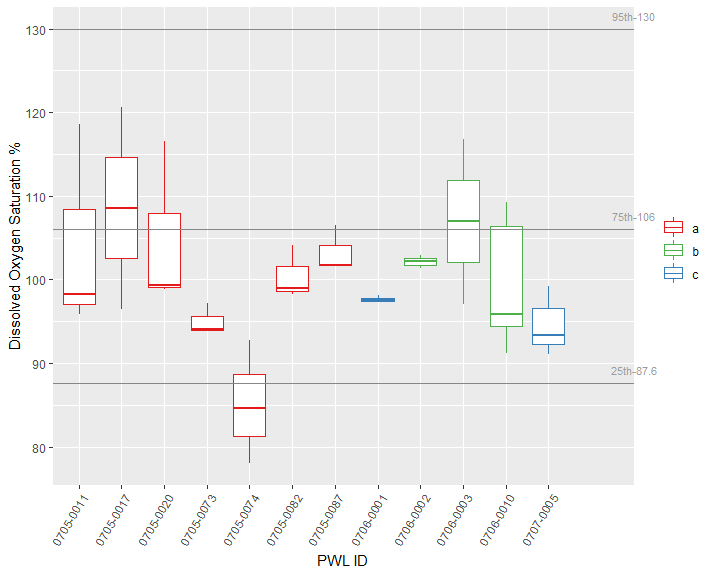 95th-130
75th-106
25th-87.6
Dissolved Oxygen Saturation %
130
120
110
100
90
80
0705-0011
0705-0017
0705-0020
0705-0073
0705-0074
0705-0082
0705-0087
0706-0001
0706-0002
0706-0003
0706-0010
0707-0005
PWL ID
a
b
c